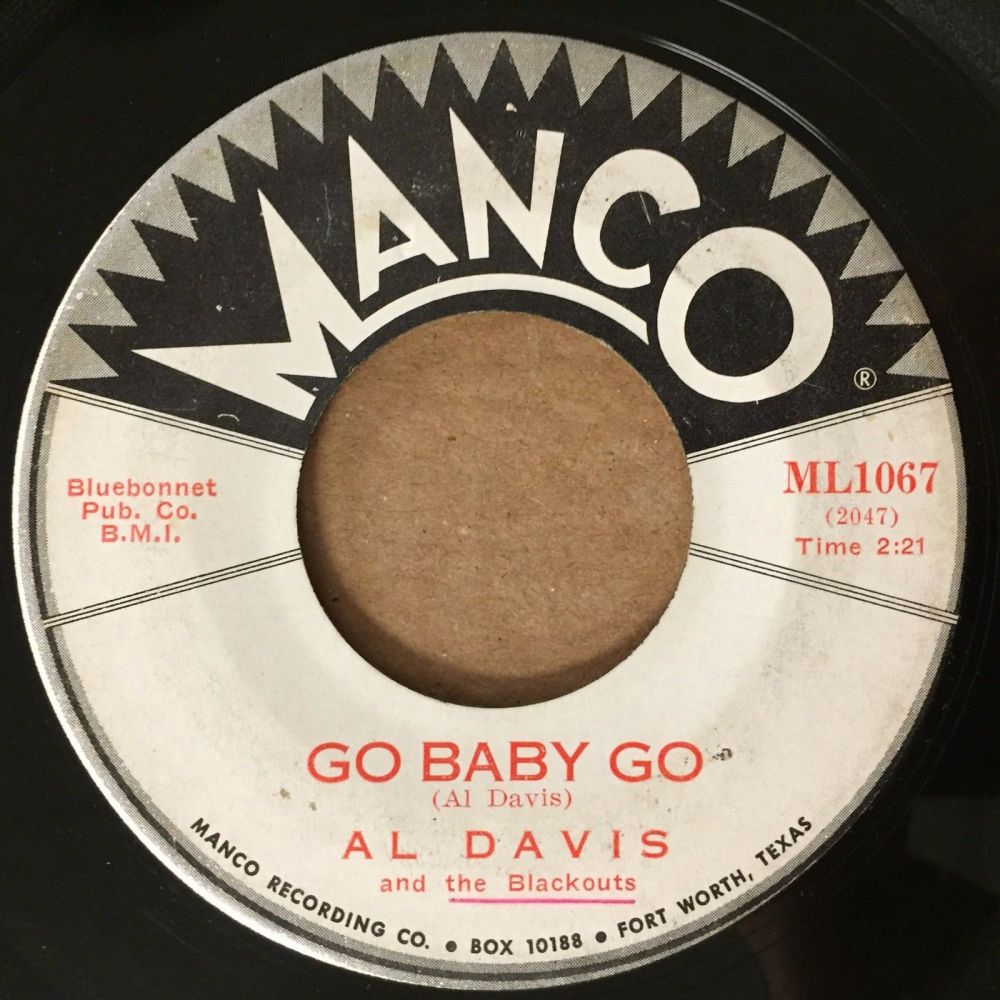 MANCO
®
Bluebonnet
Pub. Co.
B.M.I.
ML1067
(2047)
Time 2:21
GO BABY GO
(Al Davis)
AL DAVIS
and the Blackouts
MANCO RECORDING CO. • BOX 10188 • FORT WORTH, TEXAS